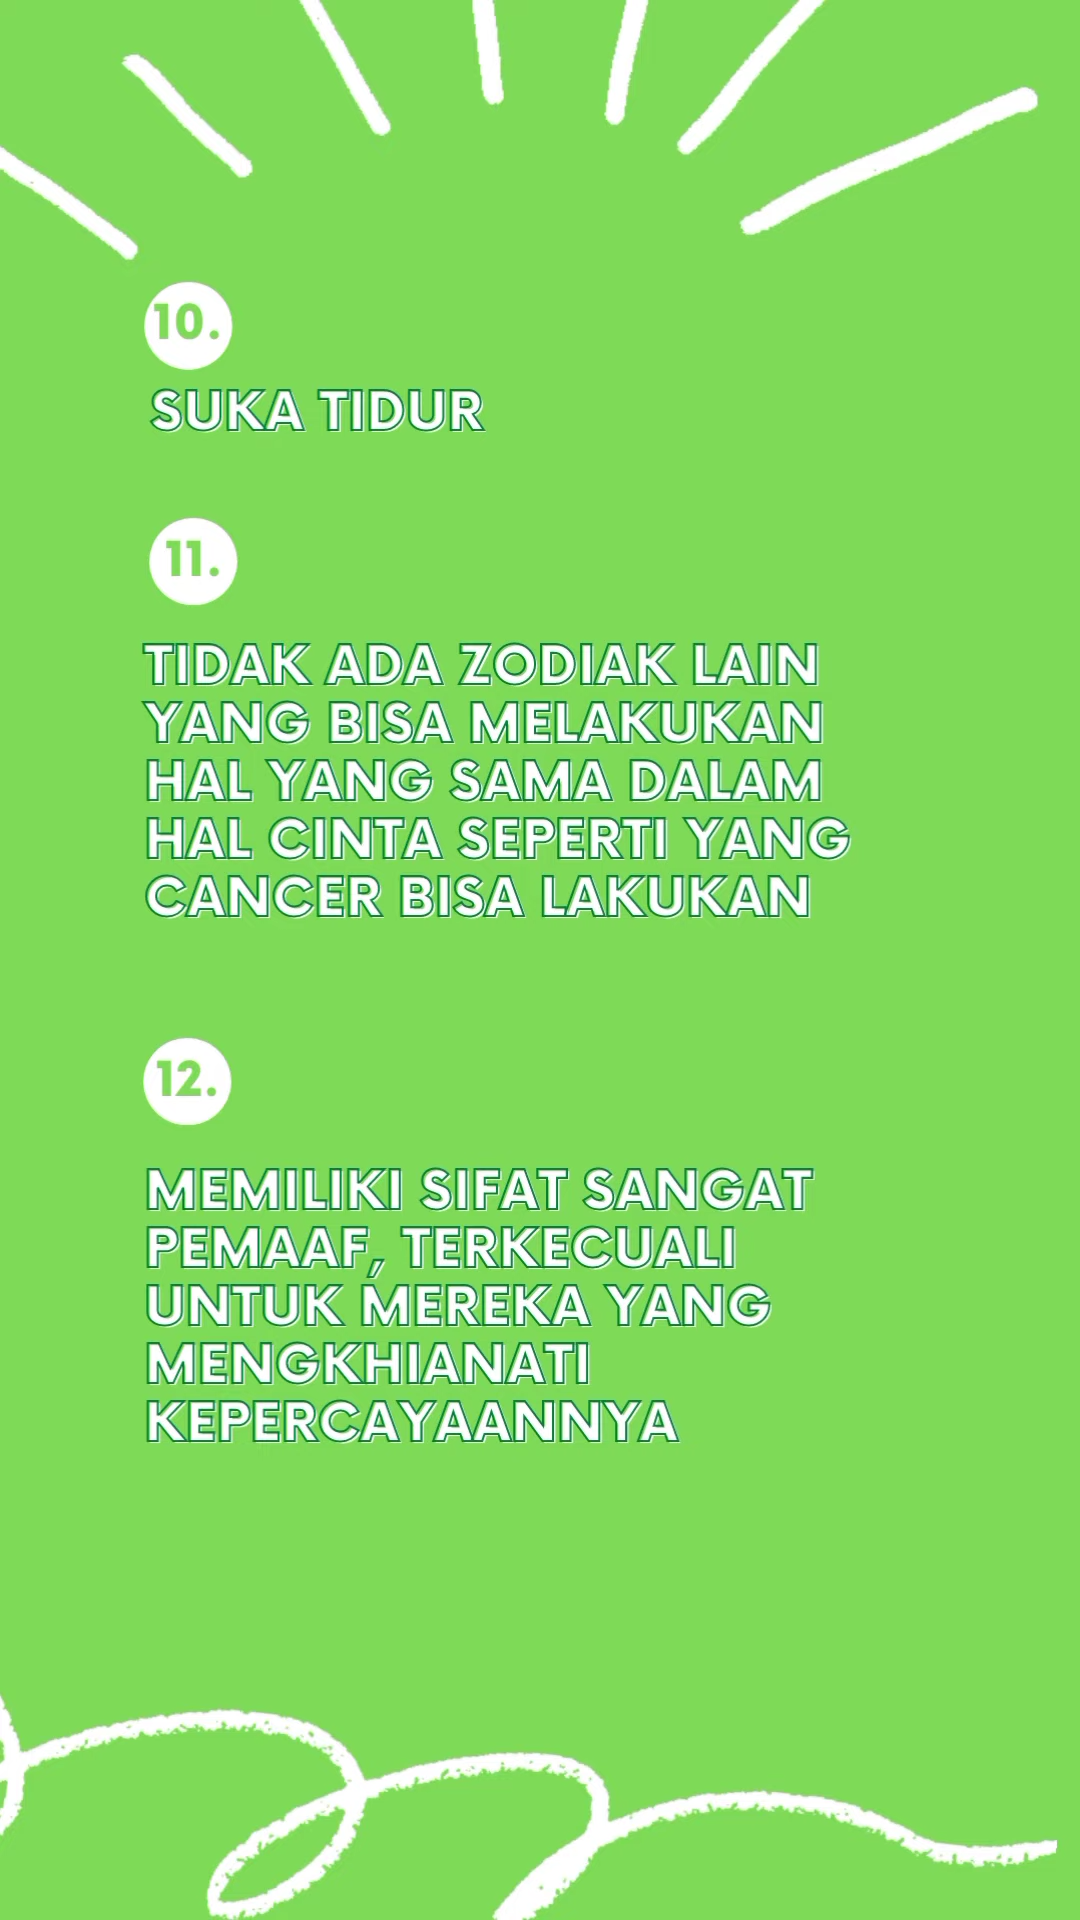 10.
SUKA TIDUR
11.
TIDAK ADA ZODIAK LAIN
YANG BISA MELAKUKAN
HAL YANG SAMA DALAM
HAL CINTA SEPERTI YANG
CANCER BISA LAKUKAN
12.
MEMILIKI SIFAT SANGAT
PEMAAF, TERKECUALI
UNTUK MEREKA YANG
MENGKHIANATI
KEPERCAYAANNYA